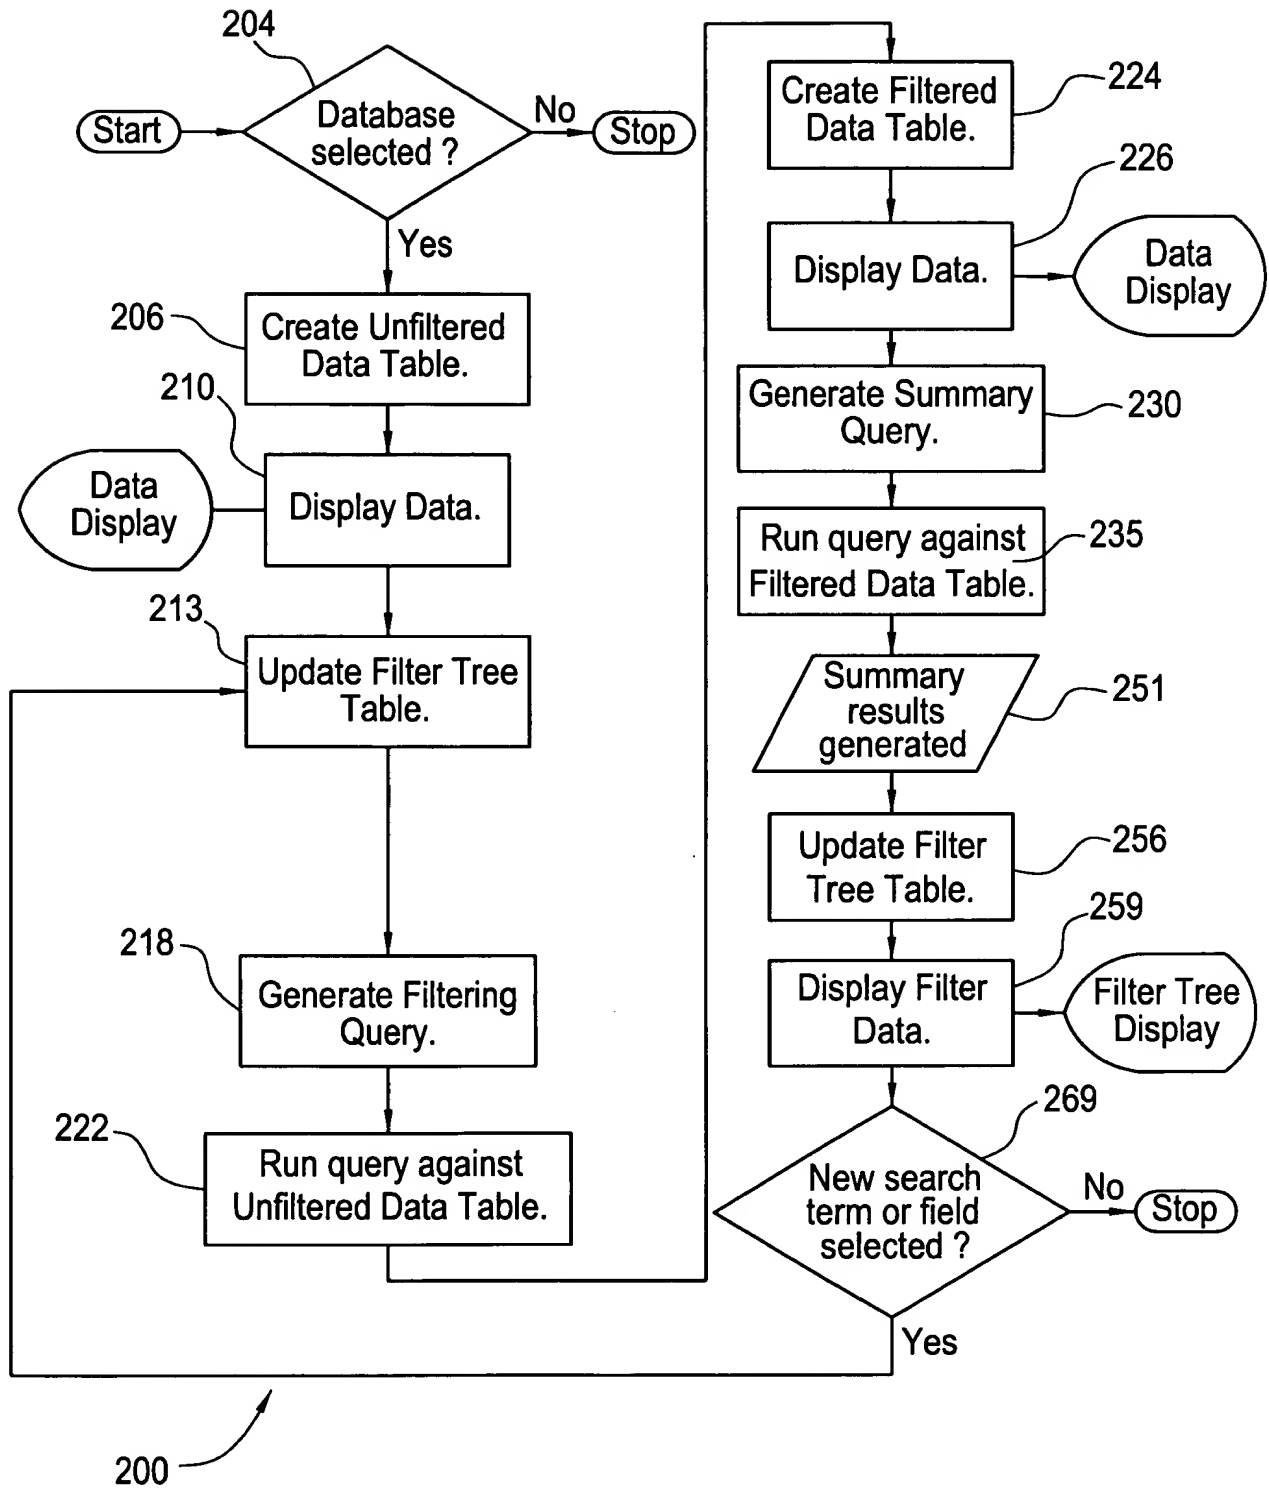 204
Start
Database
selected ?
No
Stop
Yes
206
Create Unfiltered
Data Table.
210
Data
Display
Display Data.
213
Update Filter Tree
Table.
218
Generate Filtering
Query.
222
Run query against
Unfiltered Data Table.
200
Create Filtered
Data Table.
224
226
Display Data.
Data
Display
Generate Summary
Query.
230
Run query against
Filtered Data Table.
235
Summary
results
generated
251
Update Filter
Tree Table.
256
259
Display Filter
Data.
Filter Tree
Display
269
New search
term or field
selected ?
No
Stop
Yes